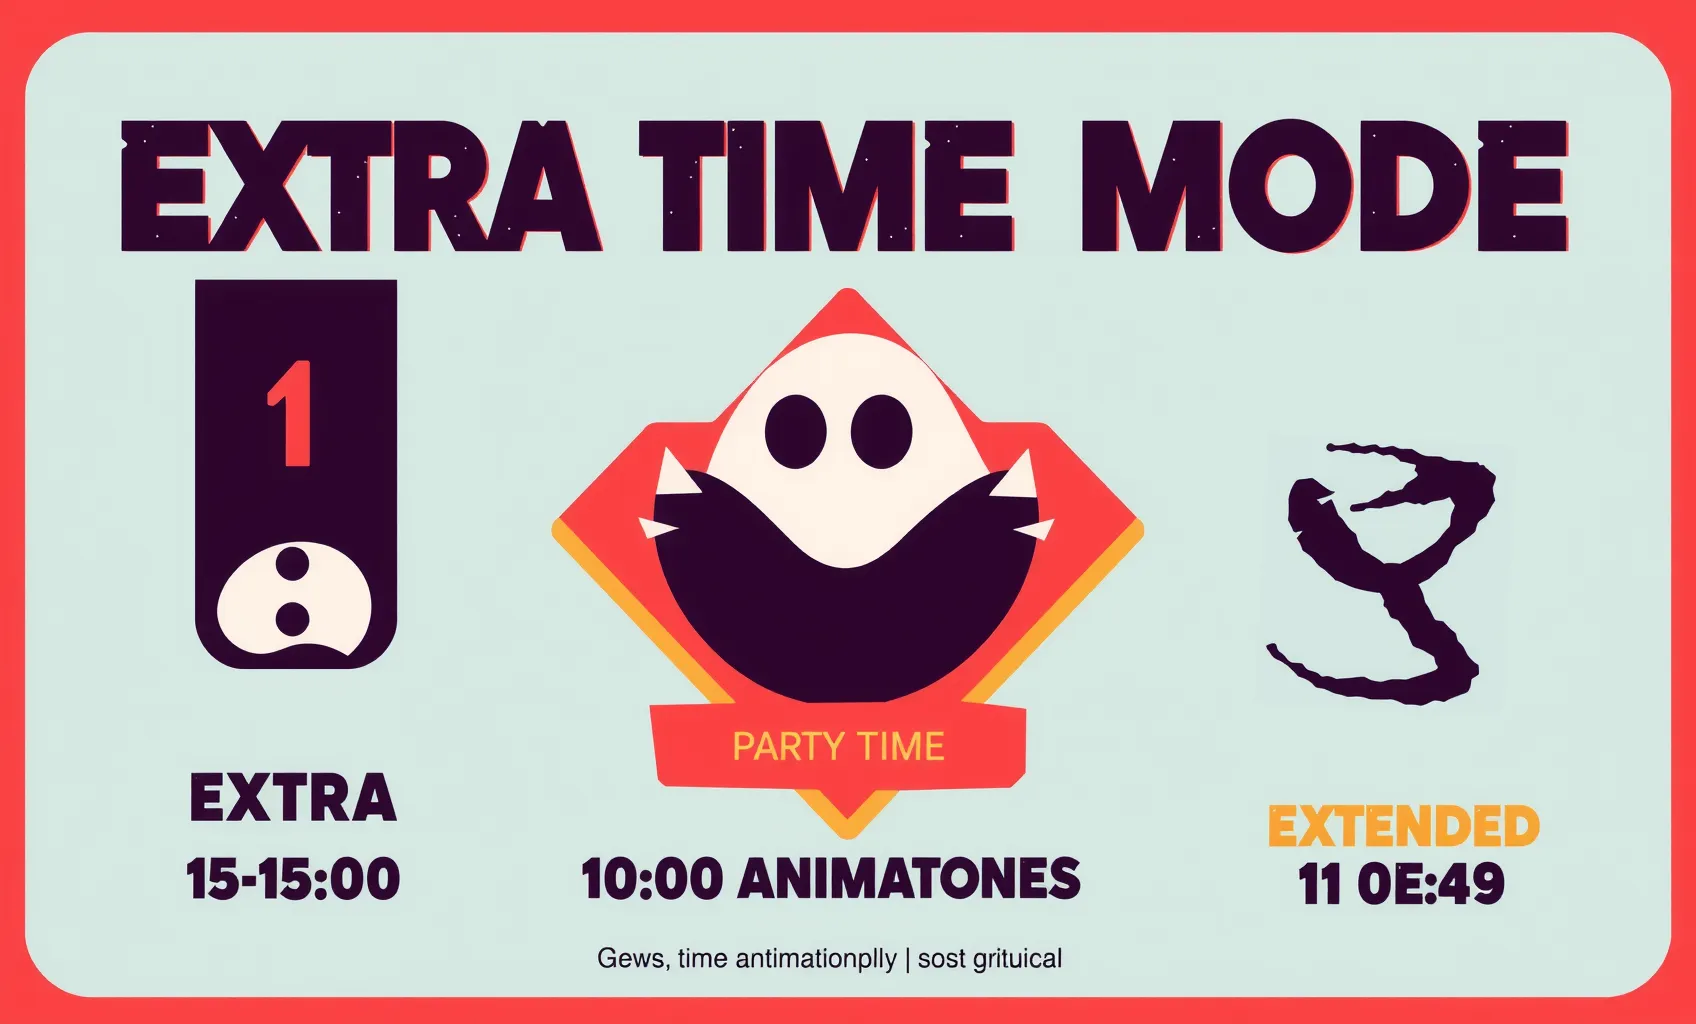 EXTRA TIME MODE
1
PARTY TIME
EXTRA
15-15:00
10:00 ANIMATONES
EXTENDED
11 0E:49
Gews, time antimationplly | sost grituical